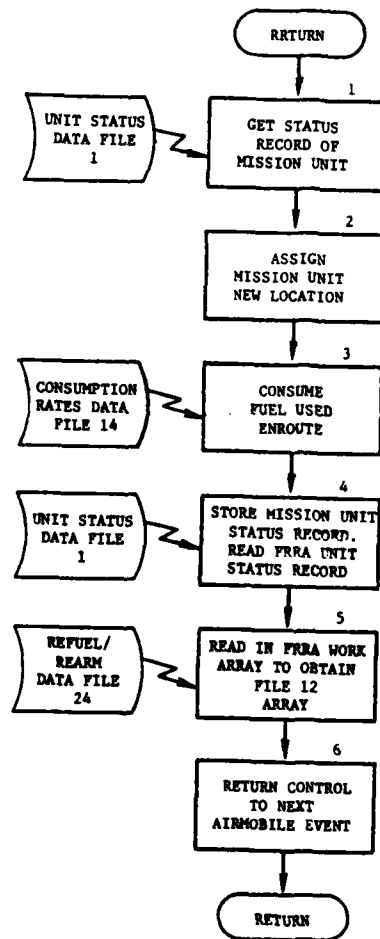 RRTURN
1
UNIT STATUS
DATA FILE
1
GET STATUS
RECORD OF
MISSION UNIT
2
ASSIGN
MISSION UNIT
NEW LOCATION
3
CONSUMPTION
RATES DATA
FILE 14
CONSUME
FUEL USED
ENROUTE
4
UNIT STATUS
DATA FILE
1
STORE MISSION UNIT
STATUS RECORD.
READ FRRA UNIT
STATUS RECORD
5
REFUEL/
REARM
DATA FILE
24
READ IN FRRA WORK
ARRAY TO OBTAIN
FILE 12
ARRAY
6
RETURN CONTROL
TO NEXT
AIRMOBILE EVENT
RETURN